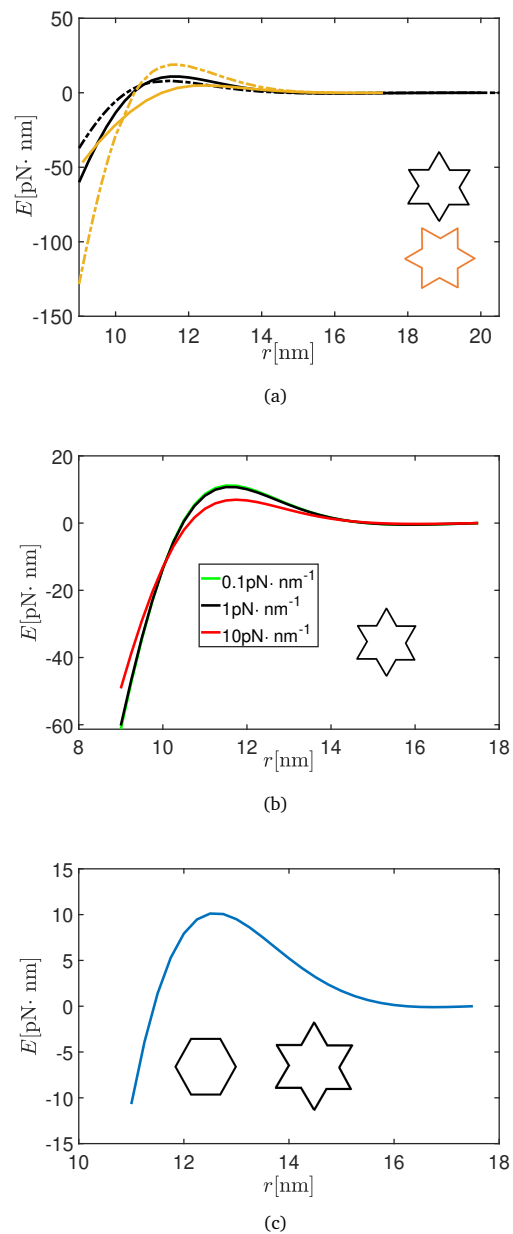 50
0
-50
-100
-150
E[pN· nm]
10 12 14 16 18 20
r[nm]
(a)
20
0
-20
-40
-60
E[pN· nm]
0.1pN· nm-1
1pN· nm-1
10pN· nm-1
8 10 12 14 16 18
r[nm]
(b)
15
10
5
0
-5
-10
-15
E[pN· nm]
10 12 14 16 18
r[nm]
(c)